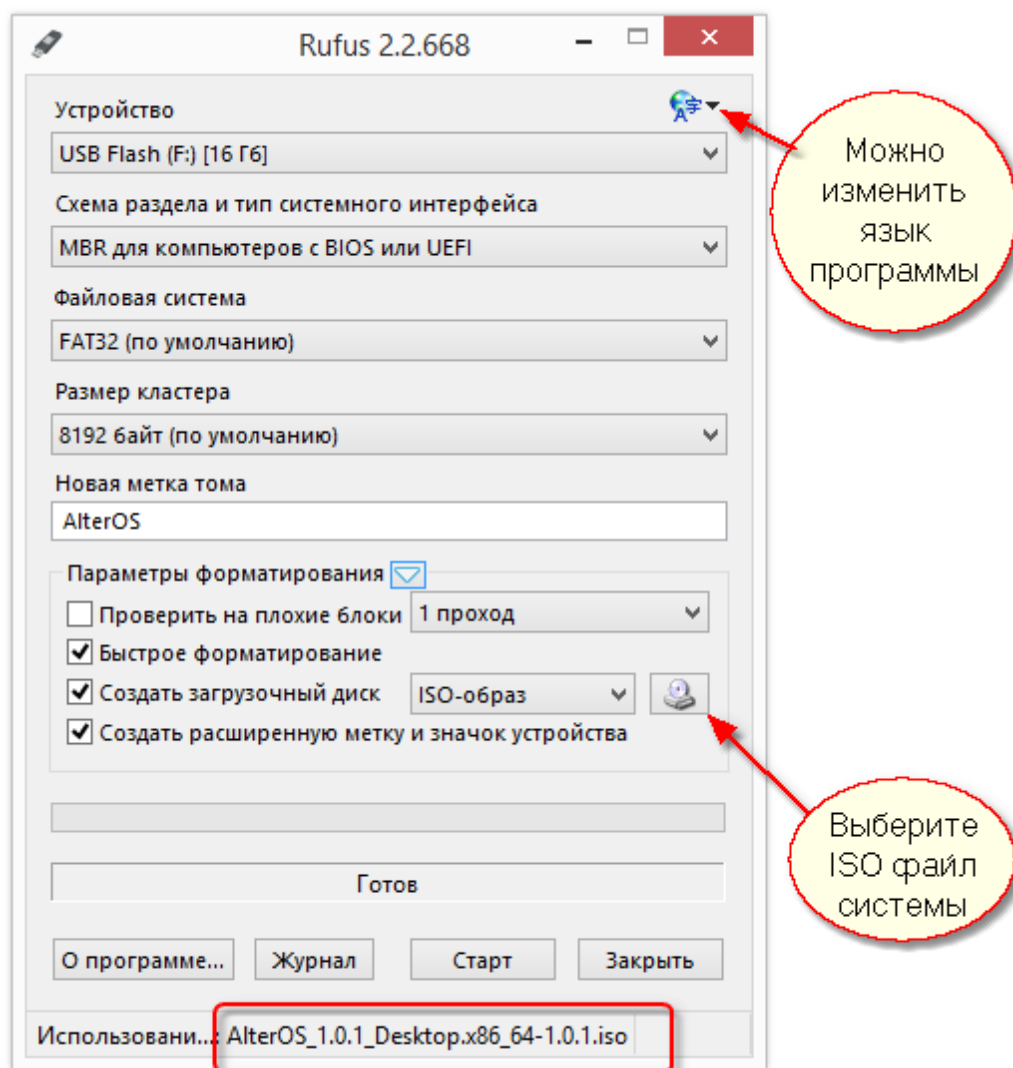 Rufus 2.2.668
Устройство
USB Flash (F:) [16 Гб]
Схема раздела и тип системного интерфейса
MBR для компьютеров с BIOS или UEFI
Файловая система
FAT32 (по умолчанию)
Размер кластера
8192 байт (по умолчанию)
Новая метка тома
AlterOS
Параметры форматирования
Проверить на плохие блоки 1 проход
Быстрое форматирование
Создать загрузочный диск ISO-образ
Создать расширенную метку и значок устройства
Готов
О программе... Журнал Старт Закрыть
Использовани...: AlterOS_1.0.1_Desktop.x86_64-1.0.1.iso
Можно
изменить
язык
программы
Выберите
ISO файл
системы